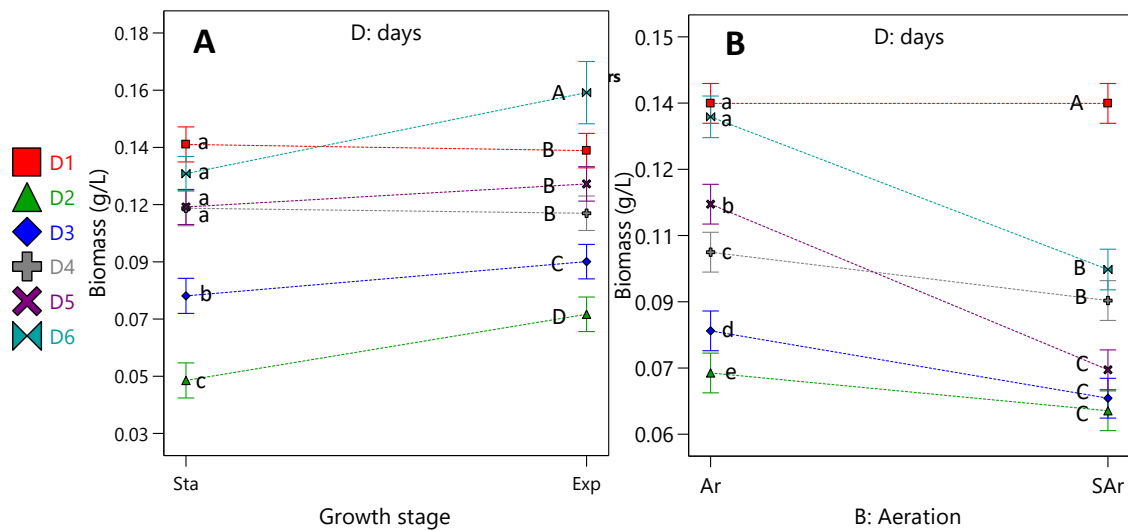 D1
D2
D3
D4
D5
D6
A
D: days
Biomass (g/L)
0.18
0.16
0.14
0.12
0.09
0.07
0.05
0.03
a
a
a
a
b
c
A
B
B
B
C
D
Sta
Exp
Growth stage
rs
B
D: days
Biomass (g/L)
0.15
0.14
0.12
0.11
0.09
0.07
0.06
a
a
b
c
d
e
A
B
B
C
C
C
Ar
SAr
B: Aeration